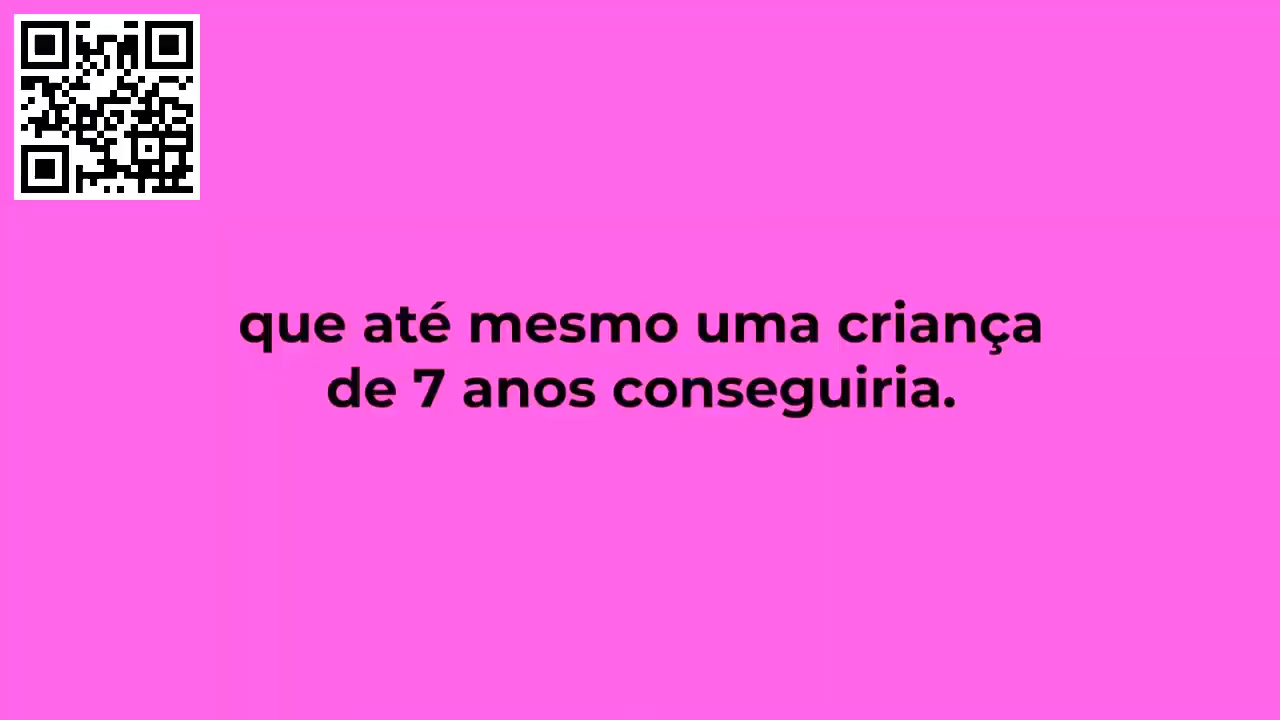 que até mesmo uma criança
de 7 anos conseguiria.